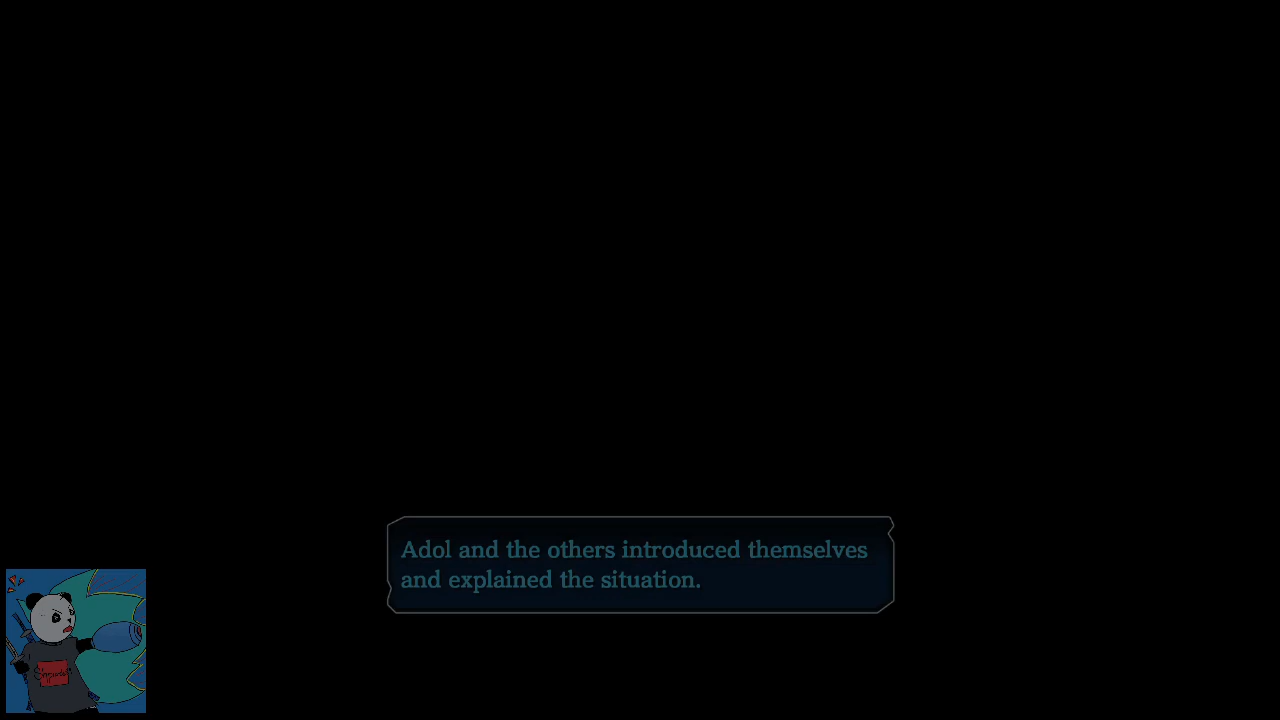 Adol and the others introduced themselves
and explained the situation.